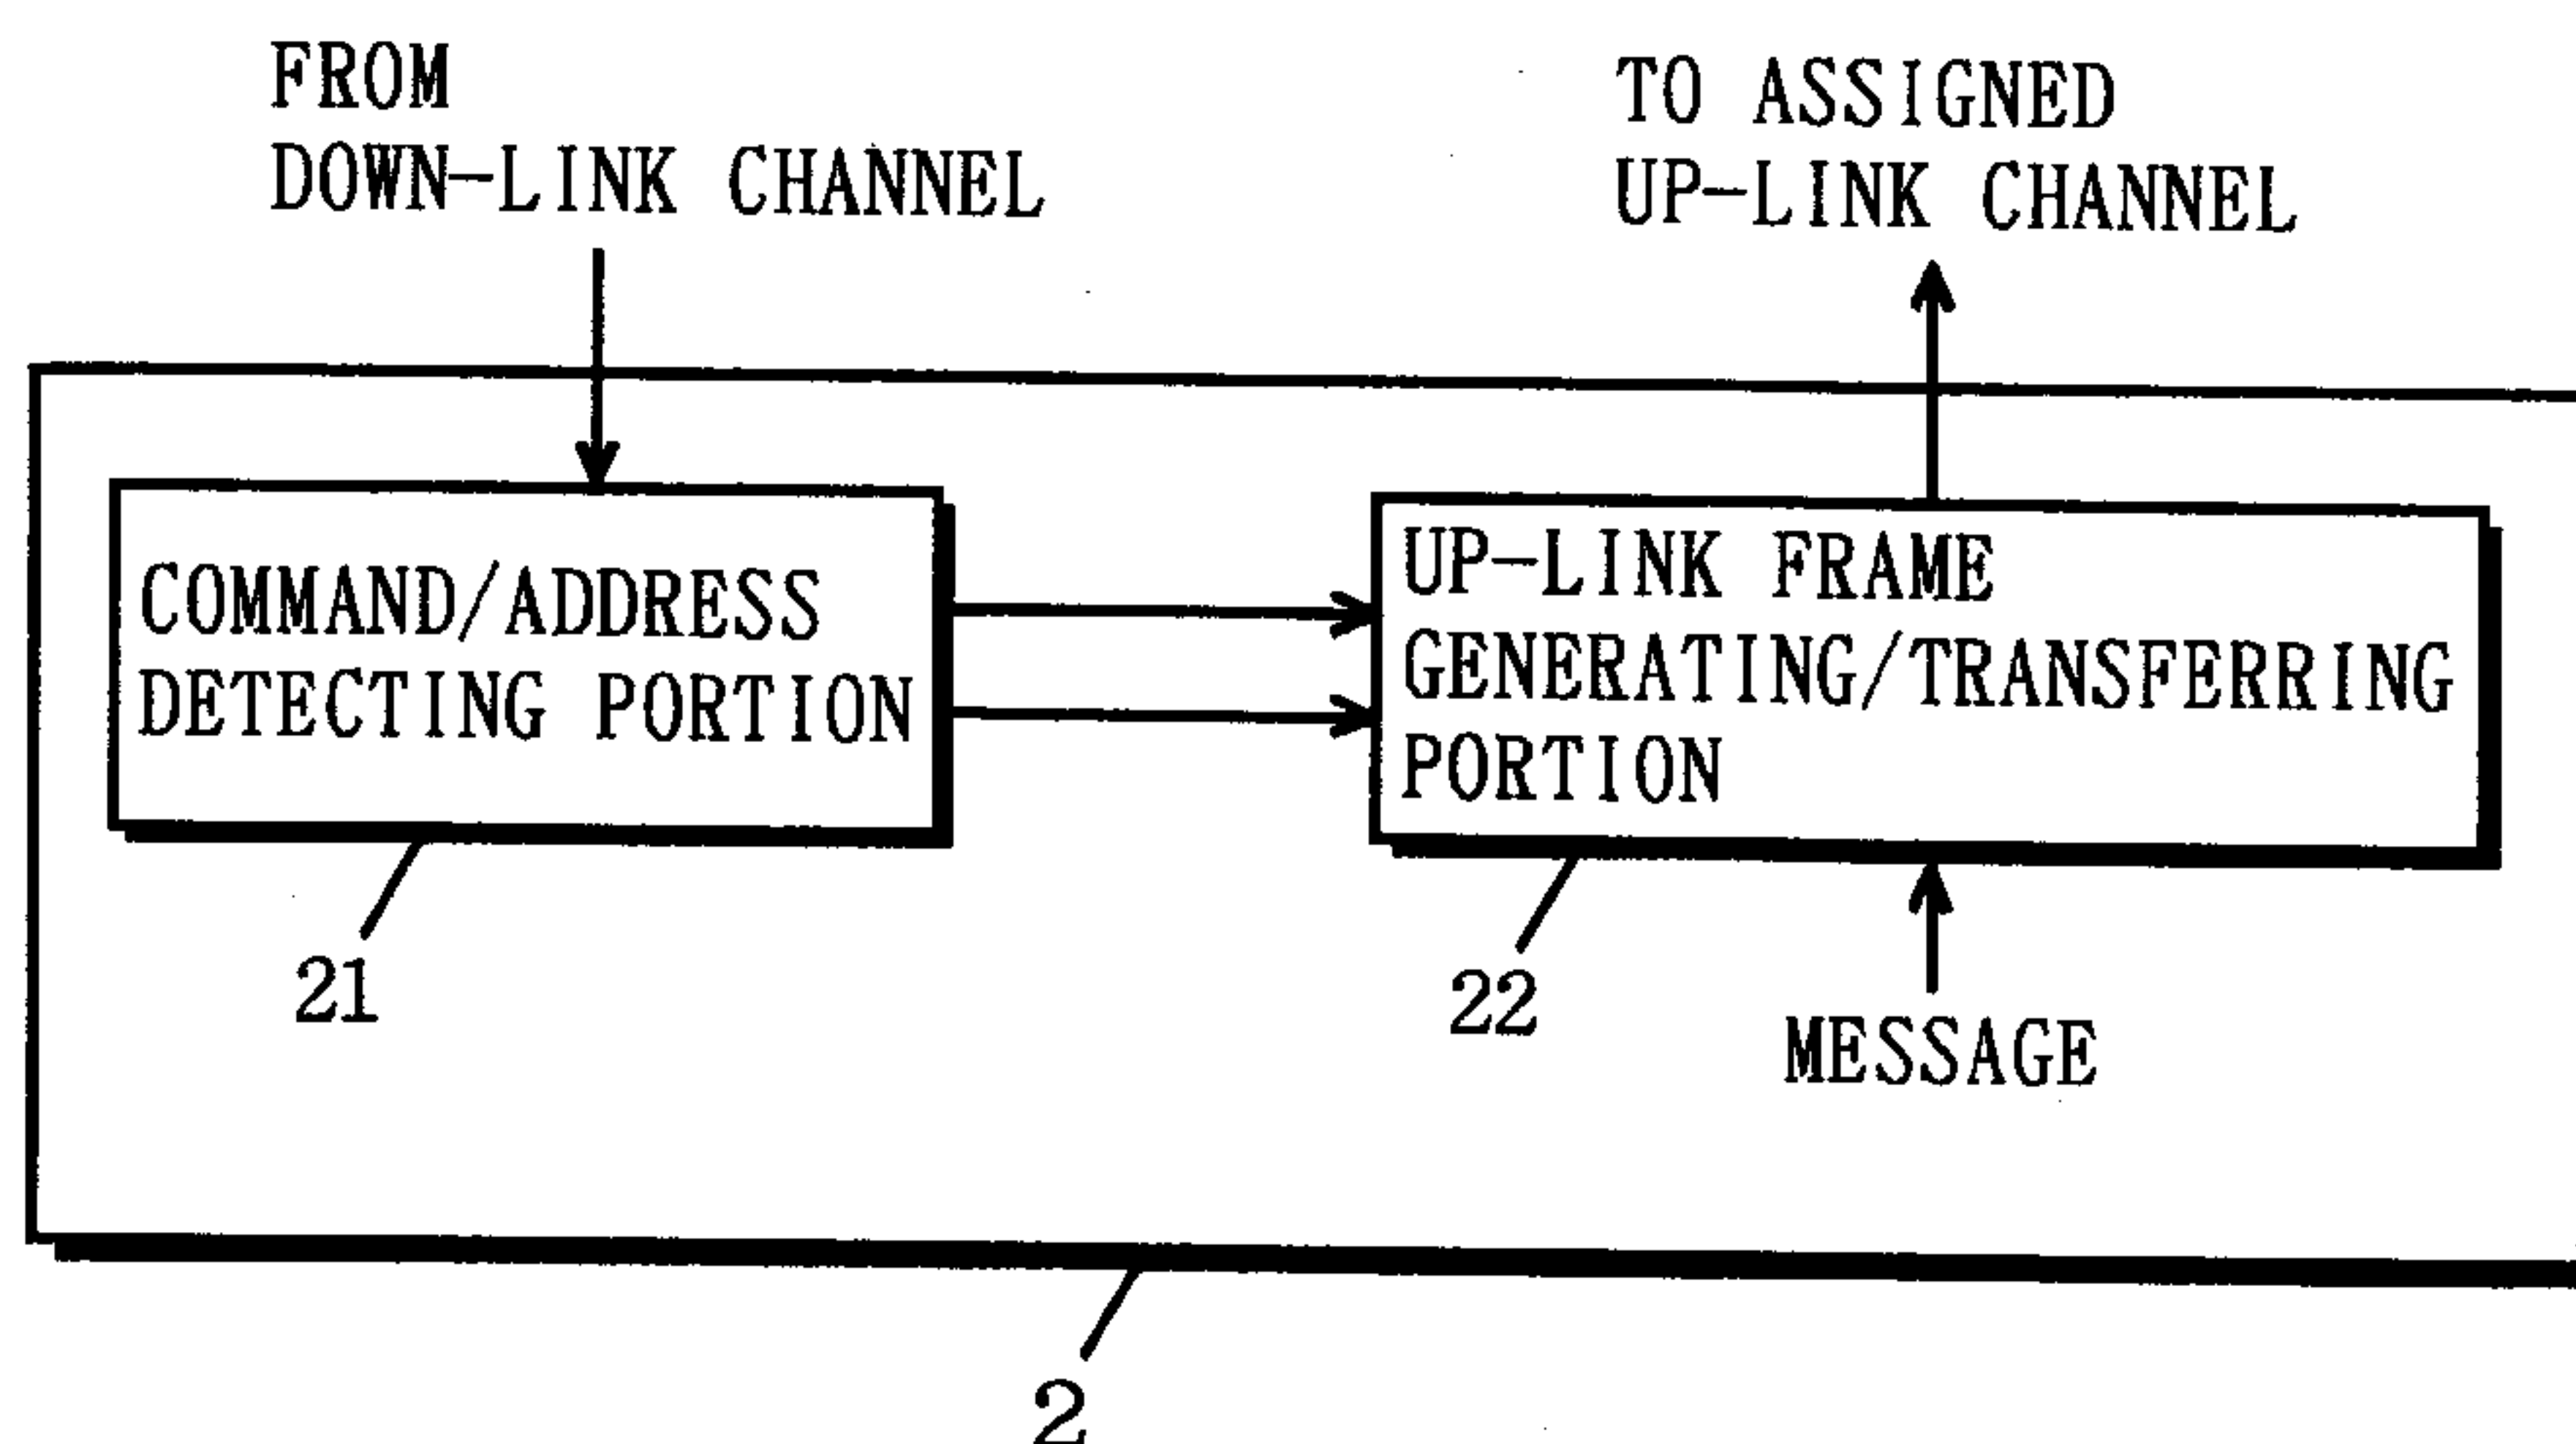 FROM
DOWN-LINK CHANNEL
TO ASSIGNED
UP-LINK CHANNEL
COMMAND/ADDRESS
DETECTING PORTION
UP-LINK FRAME
GENERATING/TRANSFERRING
PORTION
21
22
MESSAGE
2